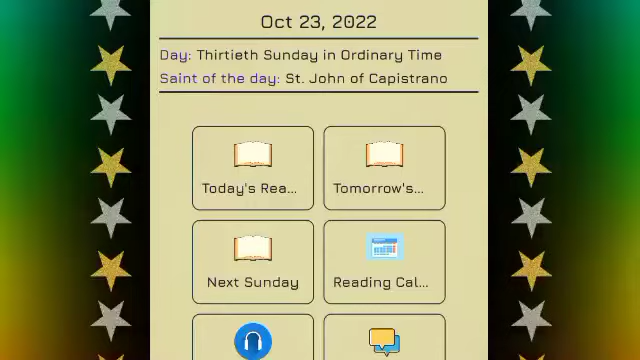 Oct 23, 2022
Day: Thirtieth Sunday in Ordinary Time
Saint of the day: St. John of Capistrano
Today's Rea...
Tomorrow's...
Next Sunday
Reading Cal...